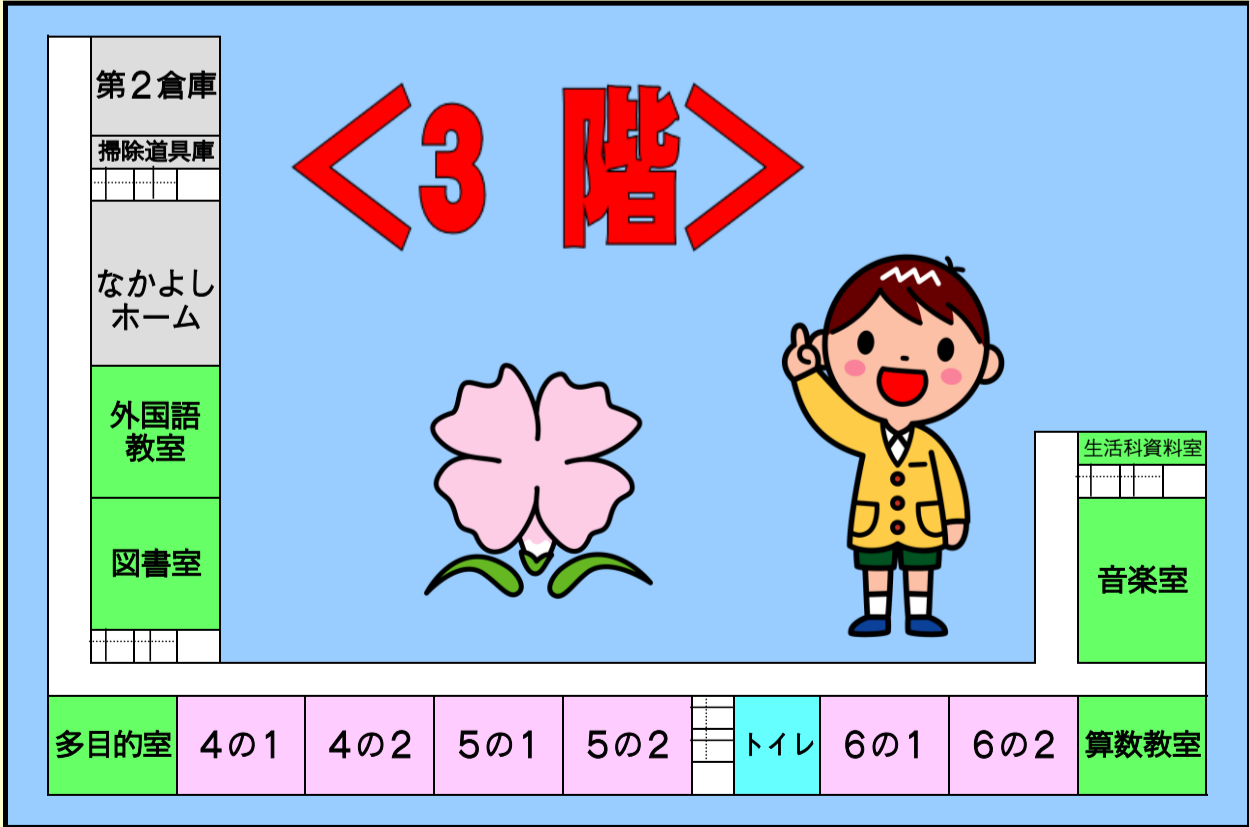 <3 階>
第2倉庫
掃除道具庫
なかよし
ホーム
外国語
教室
図書室
生活科資料室
音楽室
多目的室
4の1
4の2
5の1
5の2
トイレ
6の1
6の2
算数教室